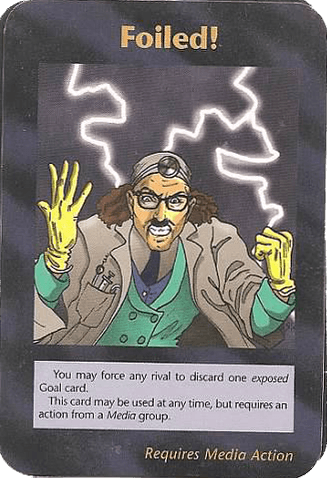 Foiled!
You may force any rival to discard one exposed
Goal card.
This card may be used at any time, but requires an
action from a Media group.
Requires Media Action